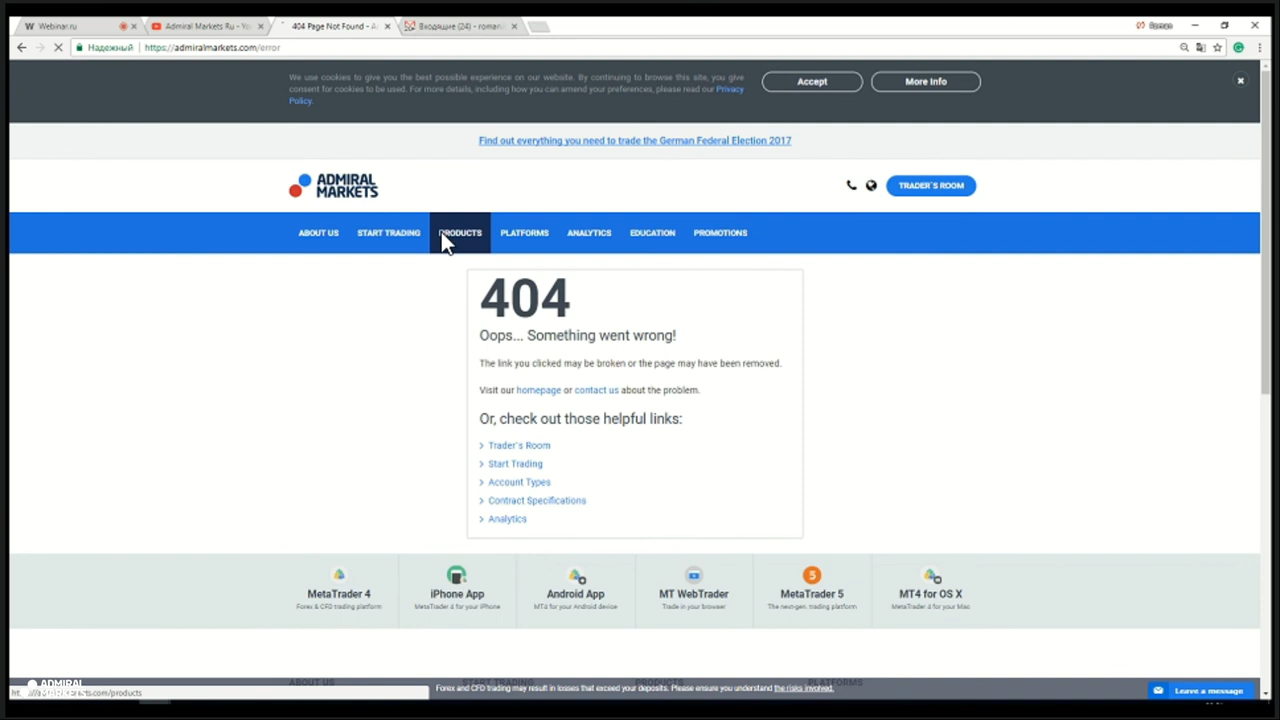 Webinar.ru
Admiral Markets Ru - Yo
404 Page Not Found - A
Входящие (24) - roman
Roman
Надежный
https://admiralmarkets.com/error
We use cookies to give you the best possible experience on our website. By continuing to browse this site, you give
consent for cookies to be used. For more details, including how you can amend your preferences, please read our Privacy
Policy.
Accept
More Info
Find out everything you need to trade the German Federal Election 2017
ADMIRAL
MARKETS
TRADER`S ROOM
ABOUT US
START TRADING
PRODUCTS
PLATFORMS
ANALYTICS
EDUCATION
PROMOTIONS
404
Oops... Something went wrong!
The link you clicked may be broken or the page may have been removed.
Visit our homepage or contact us about the problem.
Or, check out those helpful links:
Trader`s Room
Start Trading
Account Types
Contract Specifications
Analytics
MetaTrader 4
Forex & CFD trading platform
iPhone App
MetaTrader 4 for your iPhone
Android App
MT4 for your Android device
MT WebTrader
Trade in your browser
5
MetaTrader 5
The next-gen. trading platform
MT4 for OS X
MetaTrader 4 for your Mac
ABOUT US
START TRADING
PRODUCTS
PLATFORMS
ADMIRAL
MARKETS
Forex and CFD trading may result in losses that exceed your deposits. Please ensure you understand the risks involved.
Leave a message